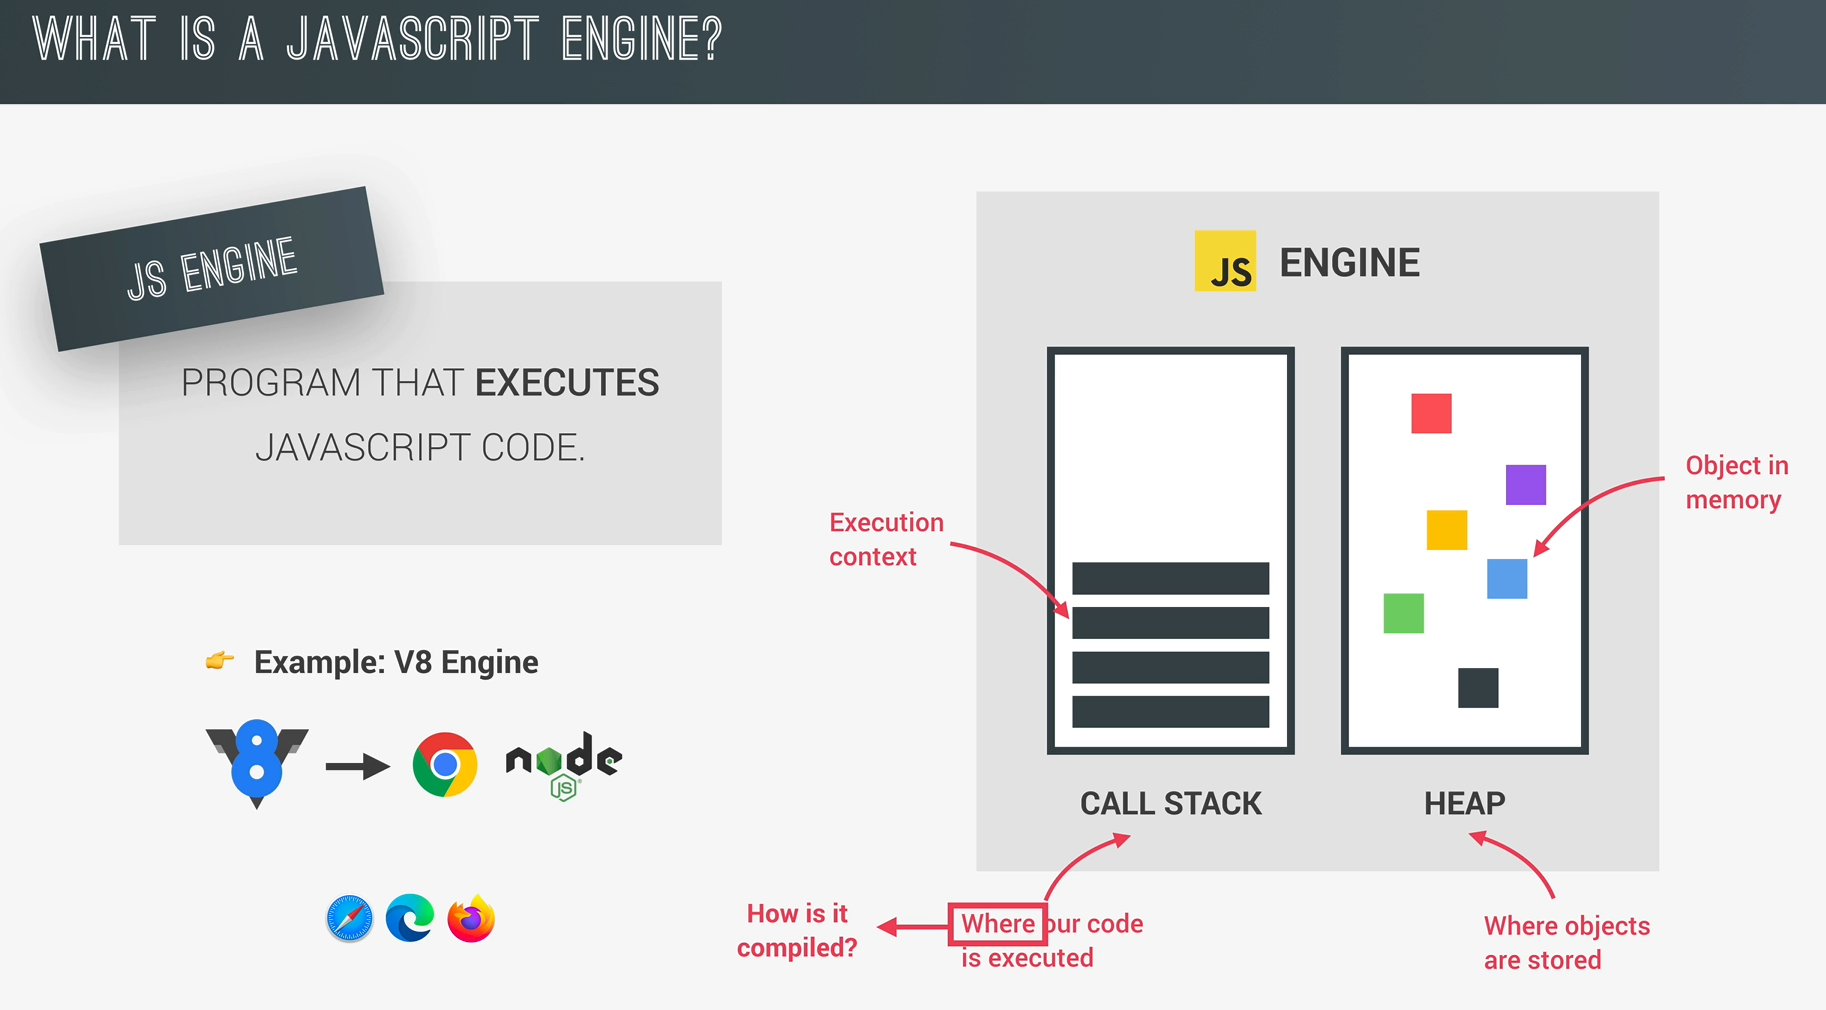 WHAT IS A JAVASCRIPT ENGINE?
JS ENGINE
PROGRAM THAT EXECUTES
JAVASCRIPT CODE.
Example: V8 Engine
8
node
JS
JS ENGINE
Execution
context
Object in
memory
CALL STACK
HEAP
How is it
compiled?
Where our code
is executed
Where objects
are stored